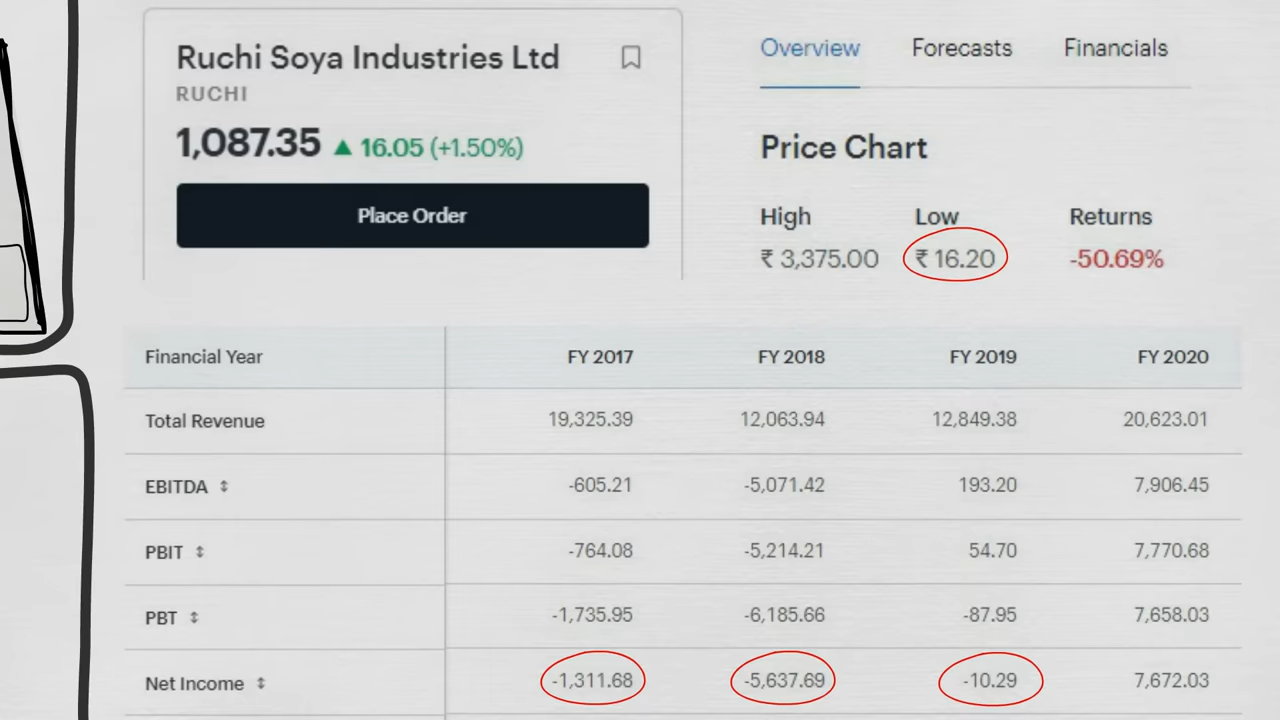 Ruchi Soya Industries Ltd
RUCHI
1,087.35 ▲ 16.05 (+1.50%)
Place Order
Overview Forecasts Financials
Price Chart
High Low Returns
₹ 3,375.00 ₹ 16.20 -50.69%
Financial Year FY 2017 FY 2018 FY 2019 FY 2020
Total Revenue 19,325.39 12,063.94 12,849.38 20,623.01
EBITDA -605.21 -5,071.42 193.20 7,906.45
PBIT -764.08 -5,214.21 54.70 7,770.68
PBT -1,735.95 -6,185.66 -87.95 7,658.03
Net Income -1,311.68 -5,637.69 -10.29 7,672.03